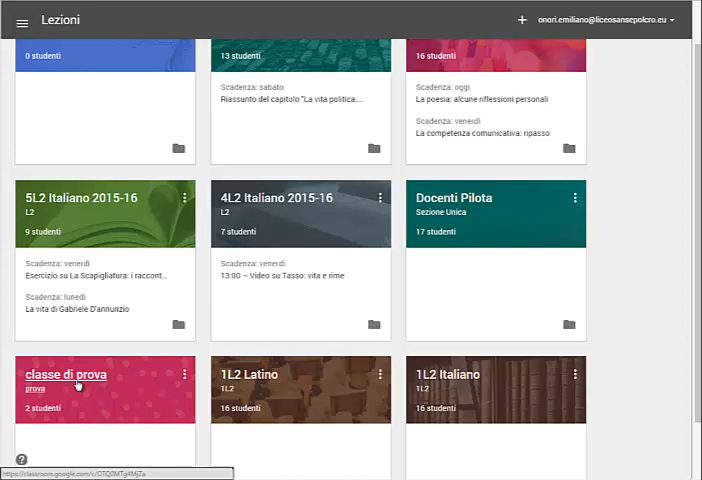 Lezioni
+
onori.emiliano@liceosansepolcro.eu
0 studenti
13 studenti
16 studenti
Scadenza: sabato
Riassunto del capitolo "La vita politica:...
Scadenza: oggi
La poesia: alcune riflessioni personali
Scadenza: venerdì
La competenza comunicativa: ripasso
5L2 Italiano 2015-16
L2
9 studenti
4L2 Italiano 2015-16
L2
7 studenti
Docenti Pilota
Sezione Unica
17 studenti
Scadenza: venerdì
Esercizio su La Scapigliatura: iraccont...
Scadenza: lunedì
La vita di Gabriele D'annunzio
Scadenza: venerdì
13:00 – Video su Tasso: vita e rime
classe di prova
prova
2 studenti
1L2 Latino
1L2
16 studenti
1L2 Italiano
1L2
16 studenti
?